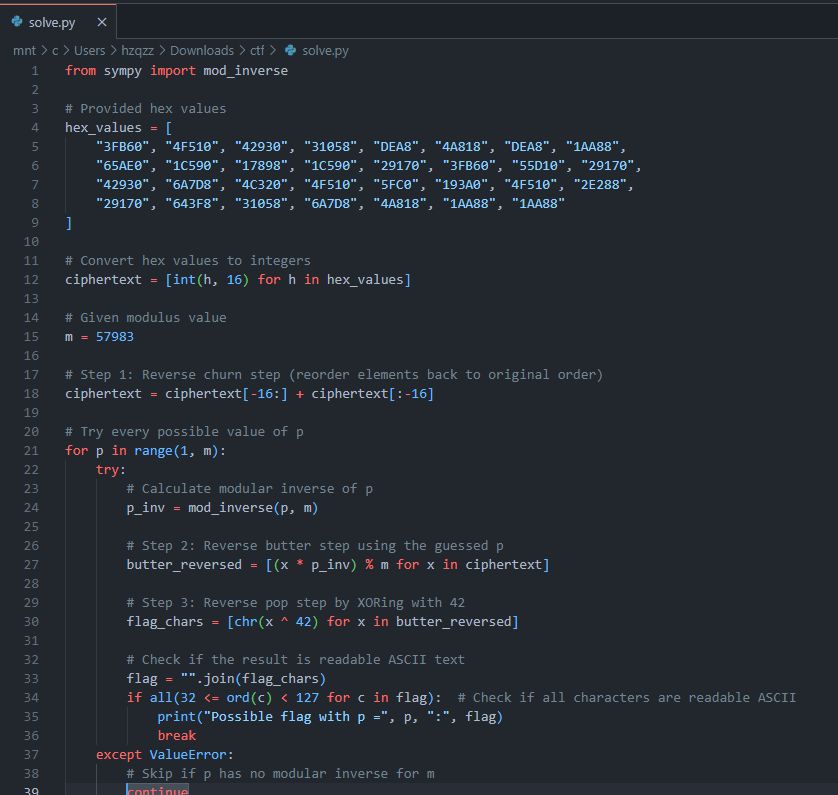 solve.py ×
mnt > c > Users > hzqzz > Downloads > ctf > solve.py
1 from sympy import mod_inverse
2
3 # Provided hex values
4 hex_values = [
5     "3FB60", "4F510", "42930", "31058", "DEA8", "4A818", "DEA8", "1AA88",
6     "65AE0", "1C590", "17898", "1C590", "29170", "3FB60", "55D10", "29170",
7     "42930", "6A7D8", "4C320", "4F510", "5FC0", "193A0", "4F510", "2E288",
8     "29170", "643F8", "31058", "6A7D8", "4A818", "1AA88", "1AA88"
9 ]
10
11 # Convert hex values to integers
12 ciphertext = [int(h, 16) for h in hex_values]
13
14 # Given modulus value
15 m = 57983
16
17 # Step 1: Reverse churn step (reorder elements back to original order)
18 ciphertext = ciphertext[-16:] + ciphertext[:-16]
19
20 # Try every possible value of p
21 for p in range(1, m):
22     try:
23         # Calculate modular inverse of p
24         p_inv = mod_inverse(p, m)
25
26         # Step 2: Reverse butter step using the guessed p
27         butter_reversed = [(x * p_inv) % m for x in ciphertext]
28
29         # Step 3: Reverse pop step by XORing with 42
30         flag_chars = [chr(x ^ 42) for x in butter_reversed]
31
32         # Check if the result is readable ASCII text
33         flag = "".join(flag_chars)
34         if all(32 <= ord(c) < 127 for c in flag):  # Check if all characters are readable ASCII
35             print("Possible flag with p =", p, ":", flag)
36             break
37     except ValueError:
38         # Skip if p has no modular inverse for m
39         continue